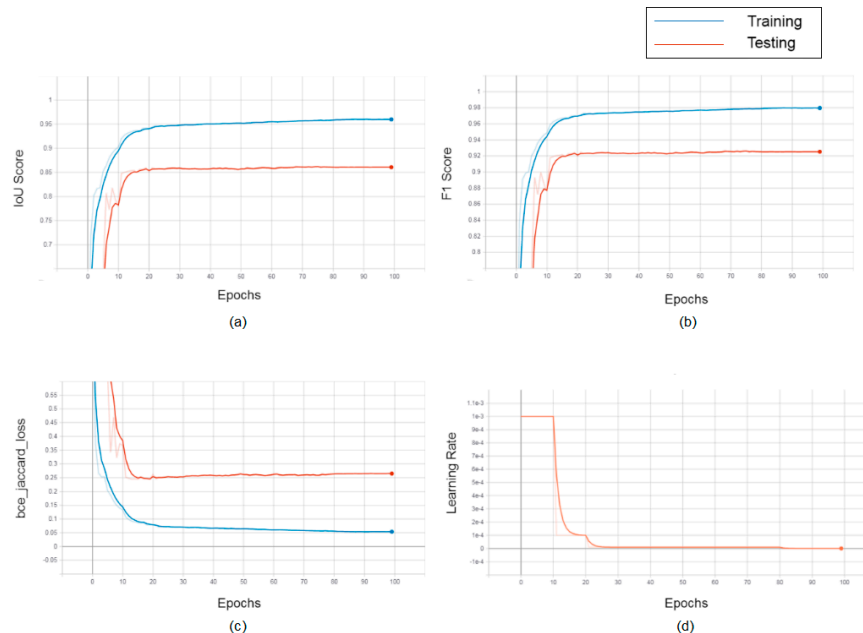 Training
Testing
1
0.95
0.9
0.85
0.8
0.75
0.7
IoU Score
0 10 20 30 40 50 60 70 80 90 100
Epochs
(a)
1
0.98
0.96
0.94
0.92
0.9
0.88
0.86
0.84
0.82
0.8
F1 Score
0 10 20 30 40 50 60 70 80 90 100
Epochs
(b)
0.55
0.5
0.45
0.4
0.35
0.3
0.25
0.2
0.15
0.1
0.05
0
-0.05
bce_jaccard_loss
0 10 20 30 40 50 60 70 80 90 100
Epochs
(c)
1.1e-3
1e-3
9e-4
8e-4
7e-4
6e-4
5e-4
4e-4
3e-4
2e-4
1e-4
0
-1e-4
Learning Rate
0 10 20 30 40 50 60 70 80 90 100
Epochs
(d)